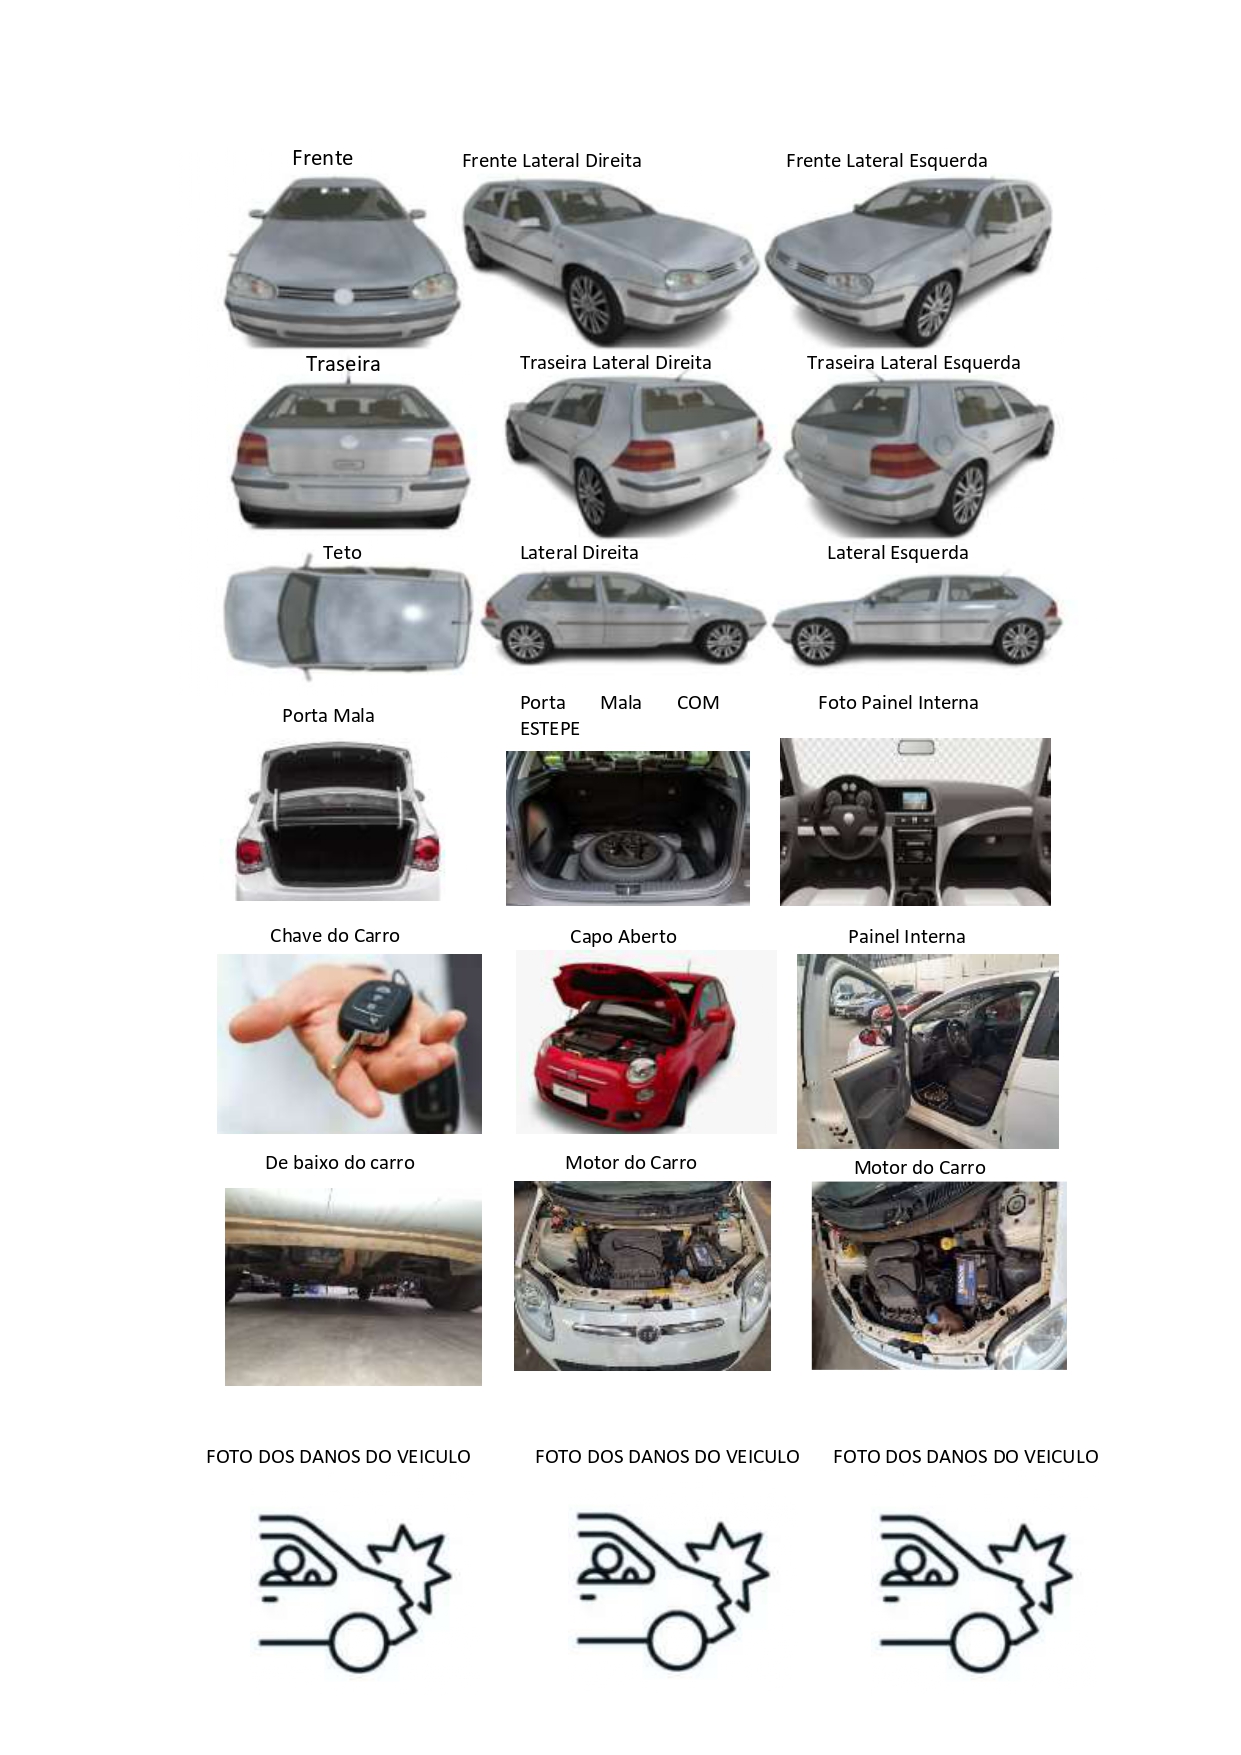 Frente
Frente Lateral Direita
Frente Lateral Esquerda
Traseira
Traseira Lateral Direita
Traseira Lateral Esquerda
Teto
Lateral Direita
Lateral Esquerda
Porta Mala
Porta Mala COM
ESTEPE
Foto Painel Interna
Chave do Carro
Capo Aberto
Painel Interna
De baixo do carro
Motor do Carro
Motor do Carro
FOTO DOS DANOS DO VEICULO
FOTO DOS DANOS DO VEICULO
FOTO DOS DANOS DO VEICULO